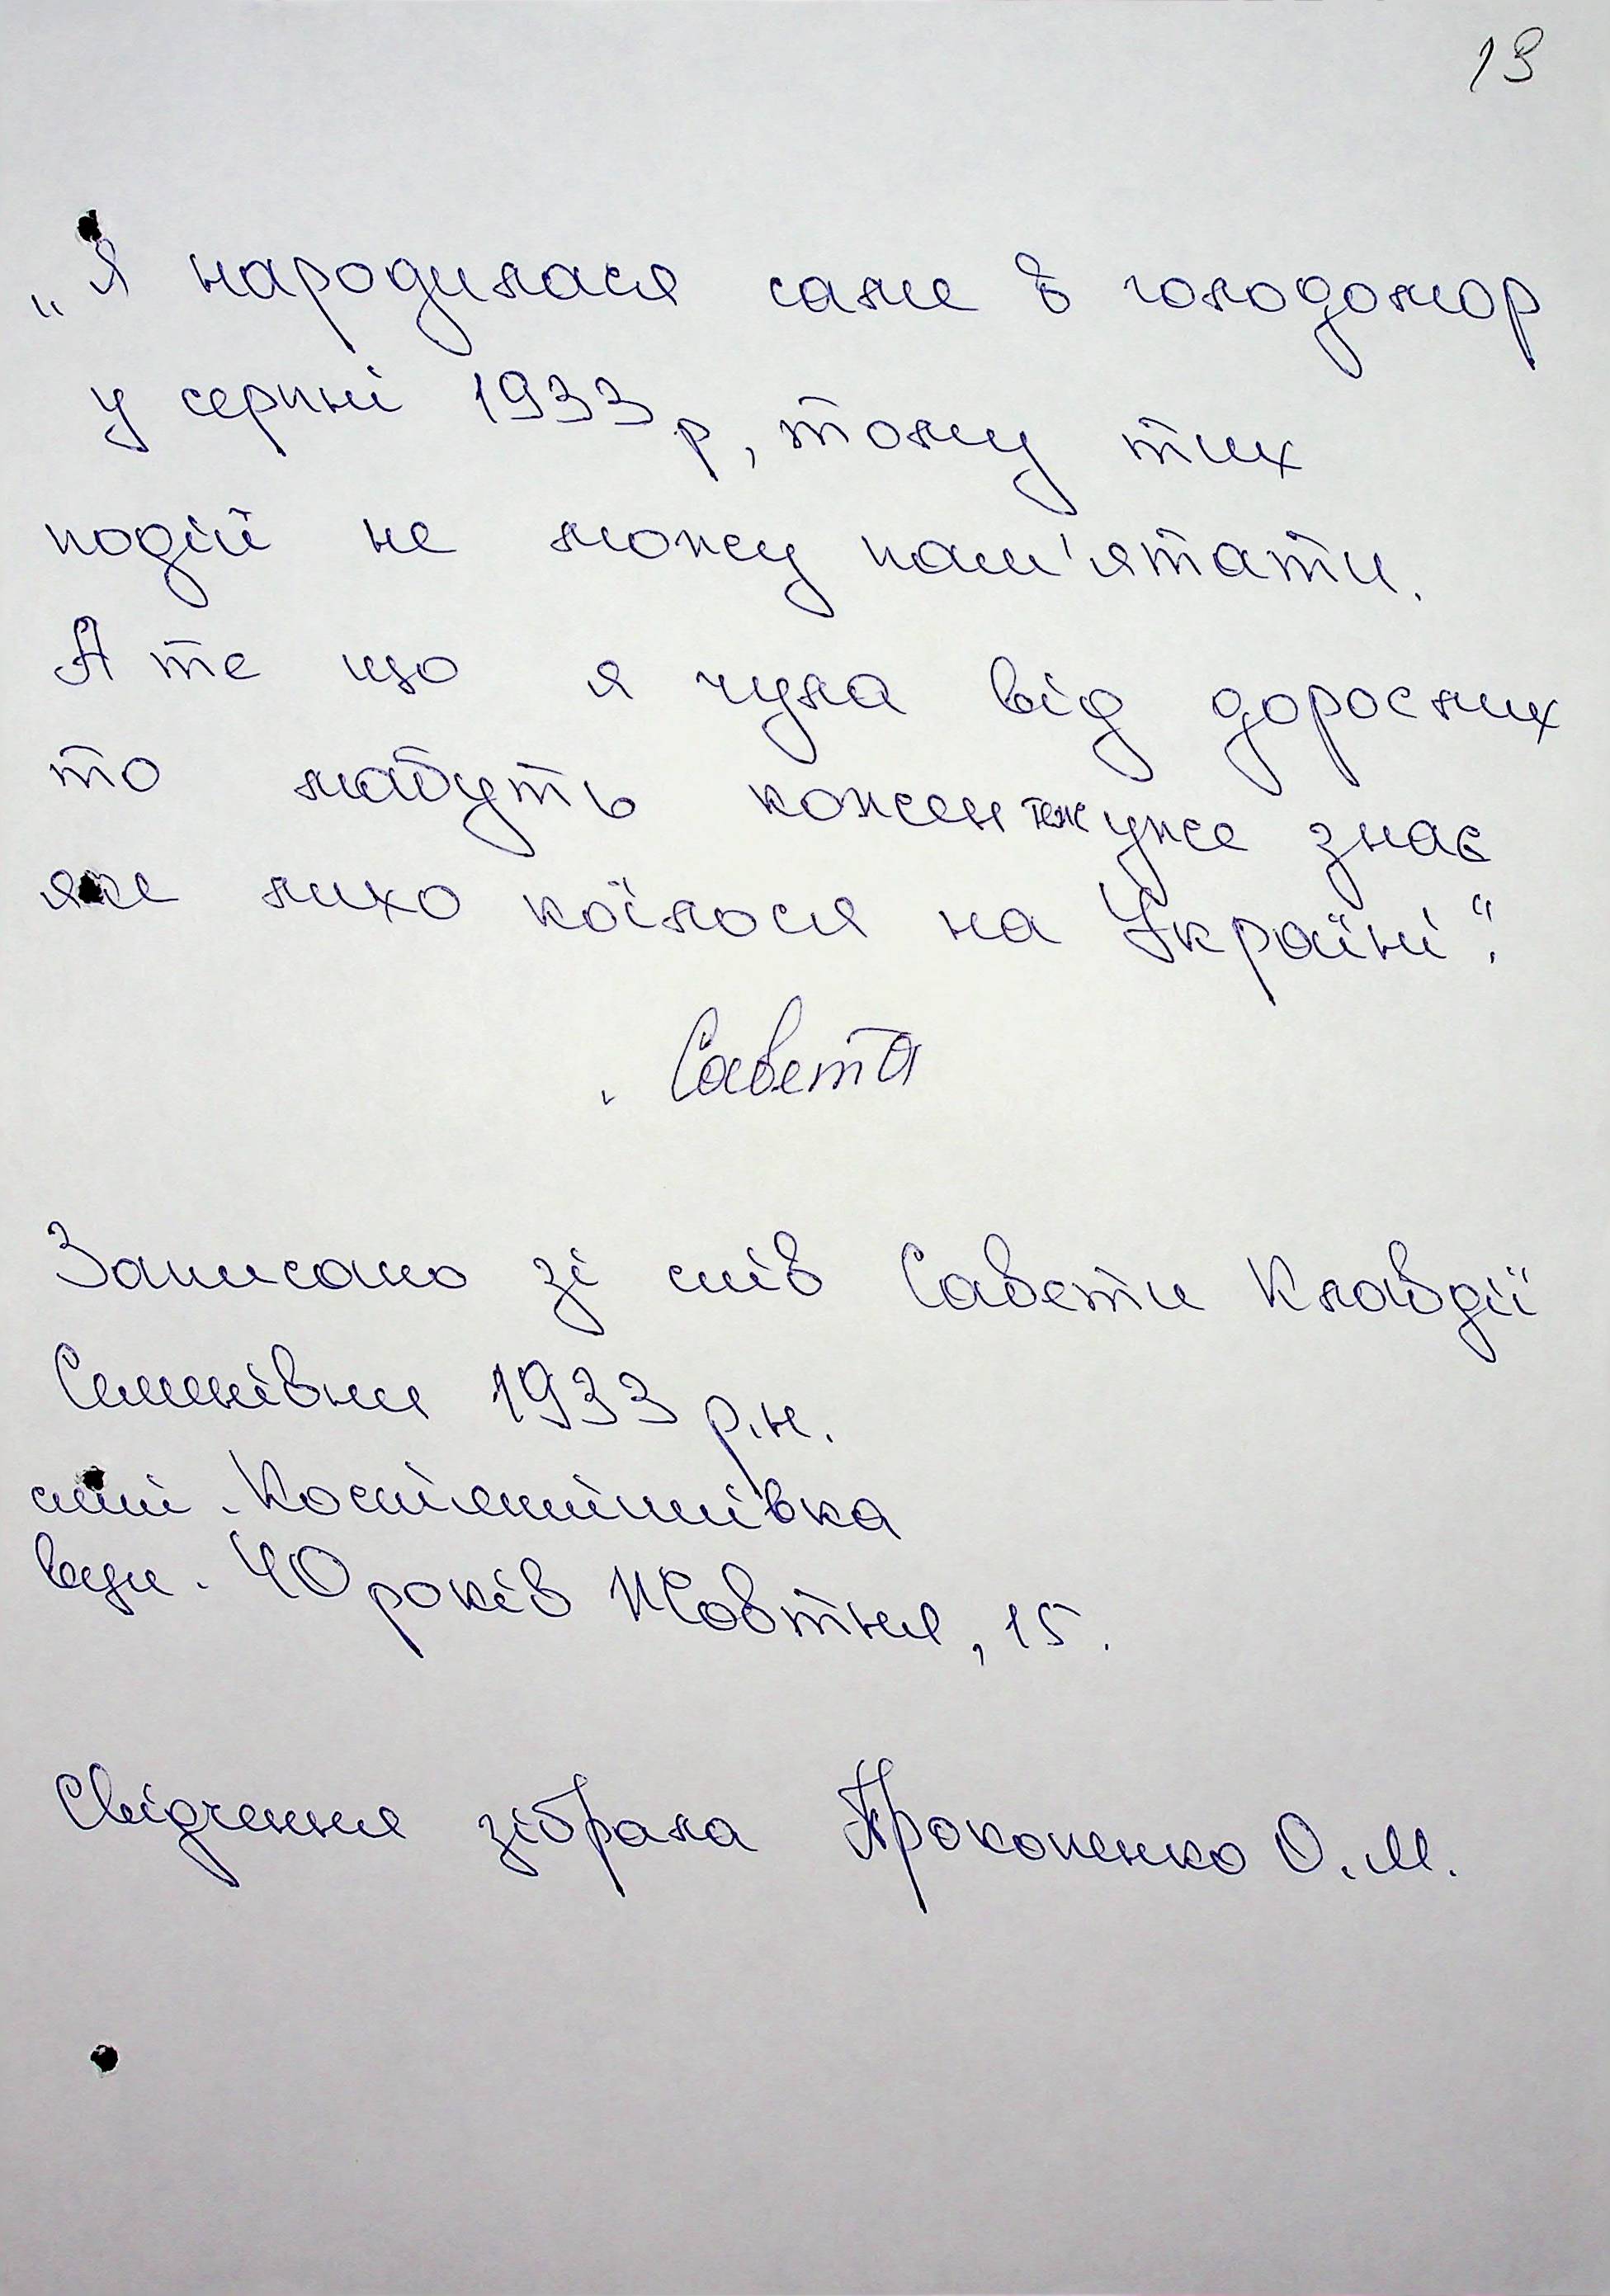 13
„Я народилася саме в голодомор
у серпні 1933 р, тому тих
подій не можу пам'ятати.
А те що я чула від дорослих
то мабуть кожен теж уже знає
яке лихо коїлося на Україні“.
Савета
Записано зі слів Савети Клавдії
Семенівни 1933 р.н.
смт. Костянтинівка
вул. 40 років Жовтня, 15.
Свідчення зібрала Прокопенко О.М.